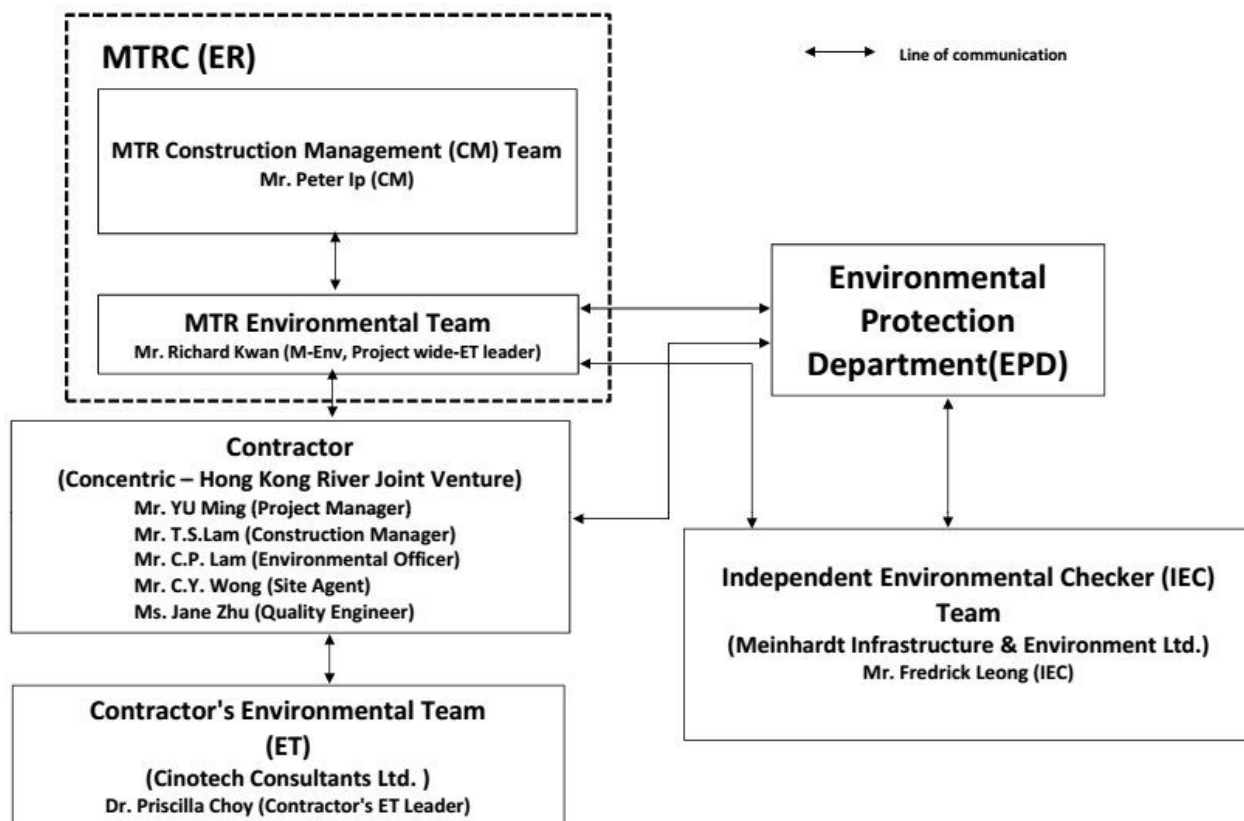 MTRC (ER)
Line of communication
MTR Construction Management (CM) Team
Mr. Peter Ip (CM)
MTR Environmental Team
Mr. Richard Kwan (M-Env, Project wide-ET leader)
Environmental
Protection
Department(EPD)
Contractor
(Concentric – Hong Kong River Joint Venture)
Mr. YU Ming (Project Manager)
Mr. T.S.Lam (Construction Manager)
Mr. C.P. Lam (Environmental Officer)
Mr. C.Y. Wong (Site Agent)
Ms. Jane Zhu (Quality Engineer)
Independent Environmental Checker (IEC)
Team
(Meinhardt Infrastructure & Environment Ltd.)
Mr. Fredrick Leong (IEC)
Contractor's Environmental Team
(ET)
(Cinotech Consultants Ltd. )
Dr. Priscilla Choy (Contractor's ET Leader)